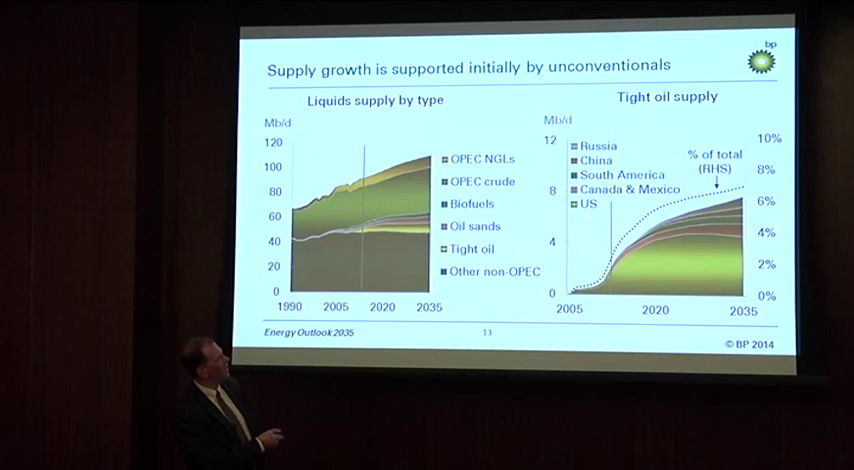 bp
Supply growth is supported initially by unconventionals
Liquids supply by type
Mb/d
120
100
80
60
40
20
0
1990 2005 2020 2035
OPEC NGLs
OPEC crude
Biofuels
Oil sands
Tight oil
Other non-OPEC
Tight oil supply
Mb/d
12
8
4
0
Russia
China
South America
Canada & Mexico
US
% of total
(RHS)
10%
8%
6%
4%
2%
0%
2005 2020 2035
Energy Outlook 2035
13
© BP 2014